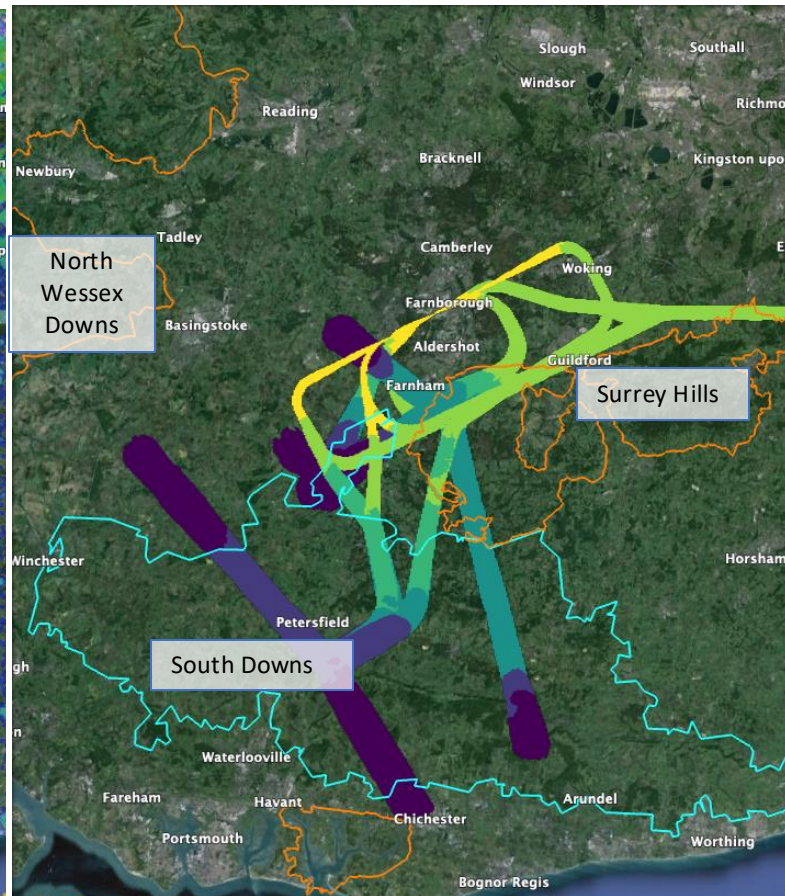 Slough
Southall
Windsor
Reading
Richmo
Bracknell
Kingston upo
Newbury
Tadley
Camberley
North
Wessex
Downs
Woking
Farnborough
Basingstoke
Aldershot
Guildford
Farnham
Surrey Hills
Winchester
Horsham
Petersfield
South Downs
gh
n
Waterlooville
Fareham
Havant
Arundel
Chichester
Portsmouth
Worthing
Bognor Regis